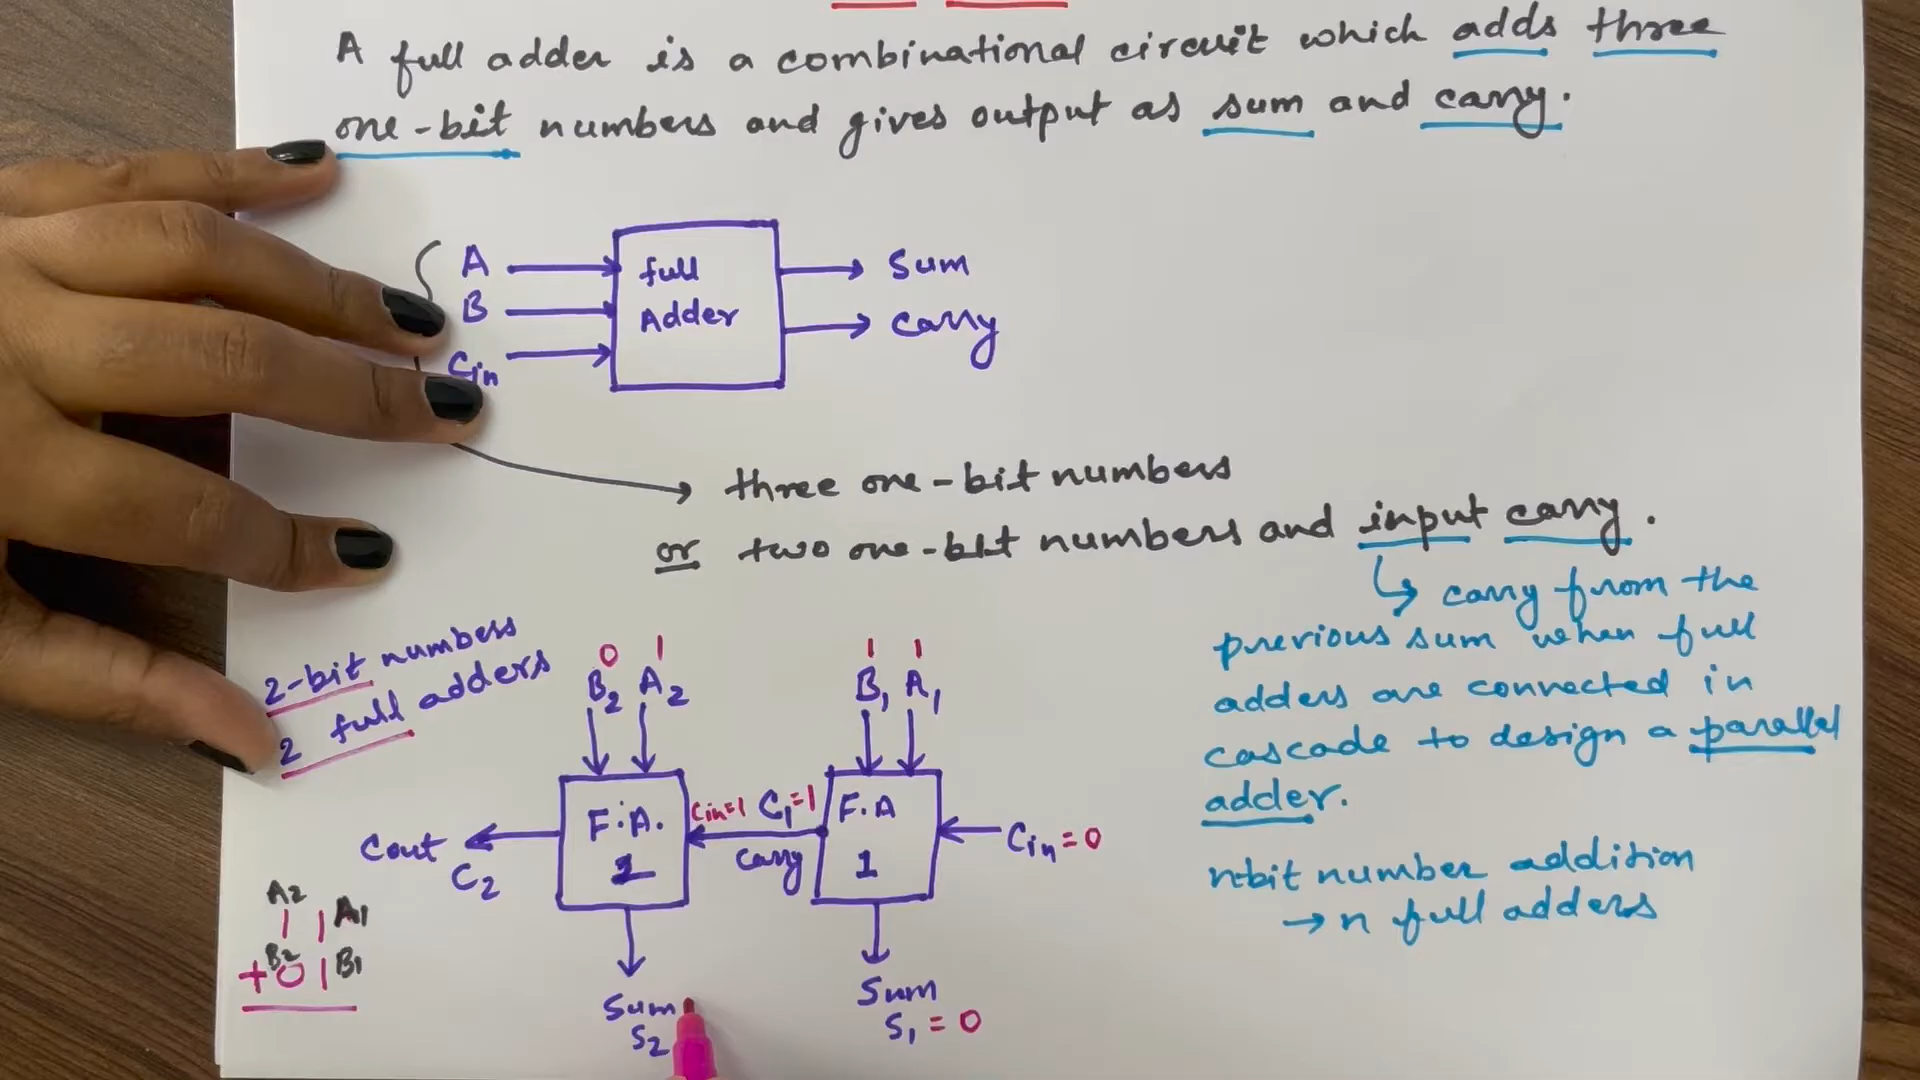 A full adder is a combinational circuit which adds three
one-bit numbers and gives output as sum and carry.
A
B
Cin
full
Adder
Sum
Carry
three one-bit numbers
or two one-bit numbers and input carry.
carry from the
previous sum when full
adders are connected in
cascade to design a parallel
adder.
n-bit number addition
→ n full adders
2-bit numbers
2 full adders
0 1
B2 A2
1 1
B1 A1
F.A.
2
Cin=1 C1=1
carry
F.A
1
Cin=0
Cout
C2
Sum
S2
Sum
S1 = 0
A2
1 1 A1
B2
+ 0 1 B1